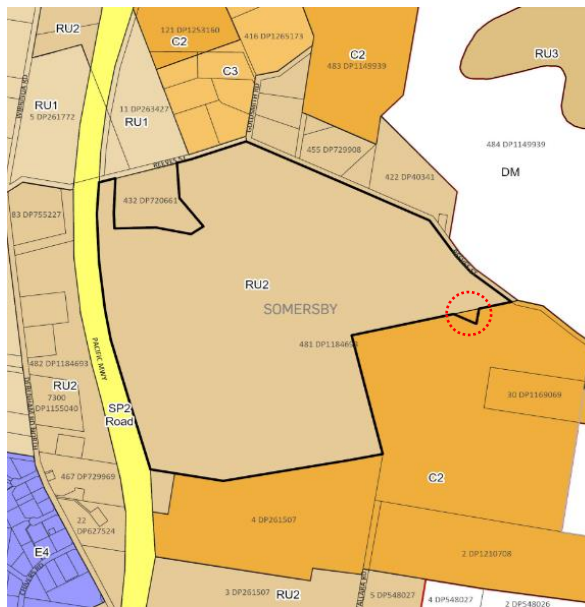 RU2
121 DP1253160
C2
416 DP1265173
C2
483 DP1149939
RU3
C3
RU1
5 DP261772
11 DP263427
RU1
REEVES ST
455 DP729908
484 DP1149939
422 DP40341
DM
432 DP720661
83 DP755227
RU2
SOMERSBY
481 DP1184693
PACIFIC MWY
482 DP1184693
RU2
7300
DP1155040
30 DP1169069
SP2
Road
467 DP729969
C2
4 DP261507
22
DP627524
E4
2 DP1210708
3 DP261507
RU2
5 DP548027
4 DP548027
2 DP548026